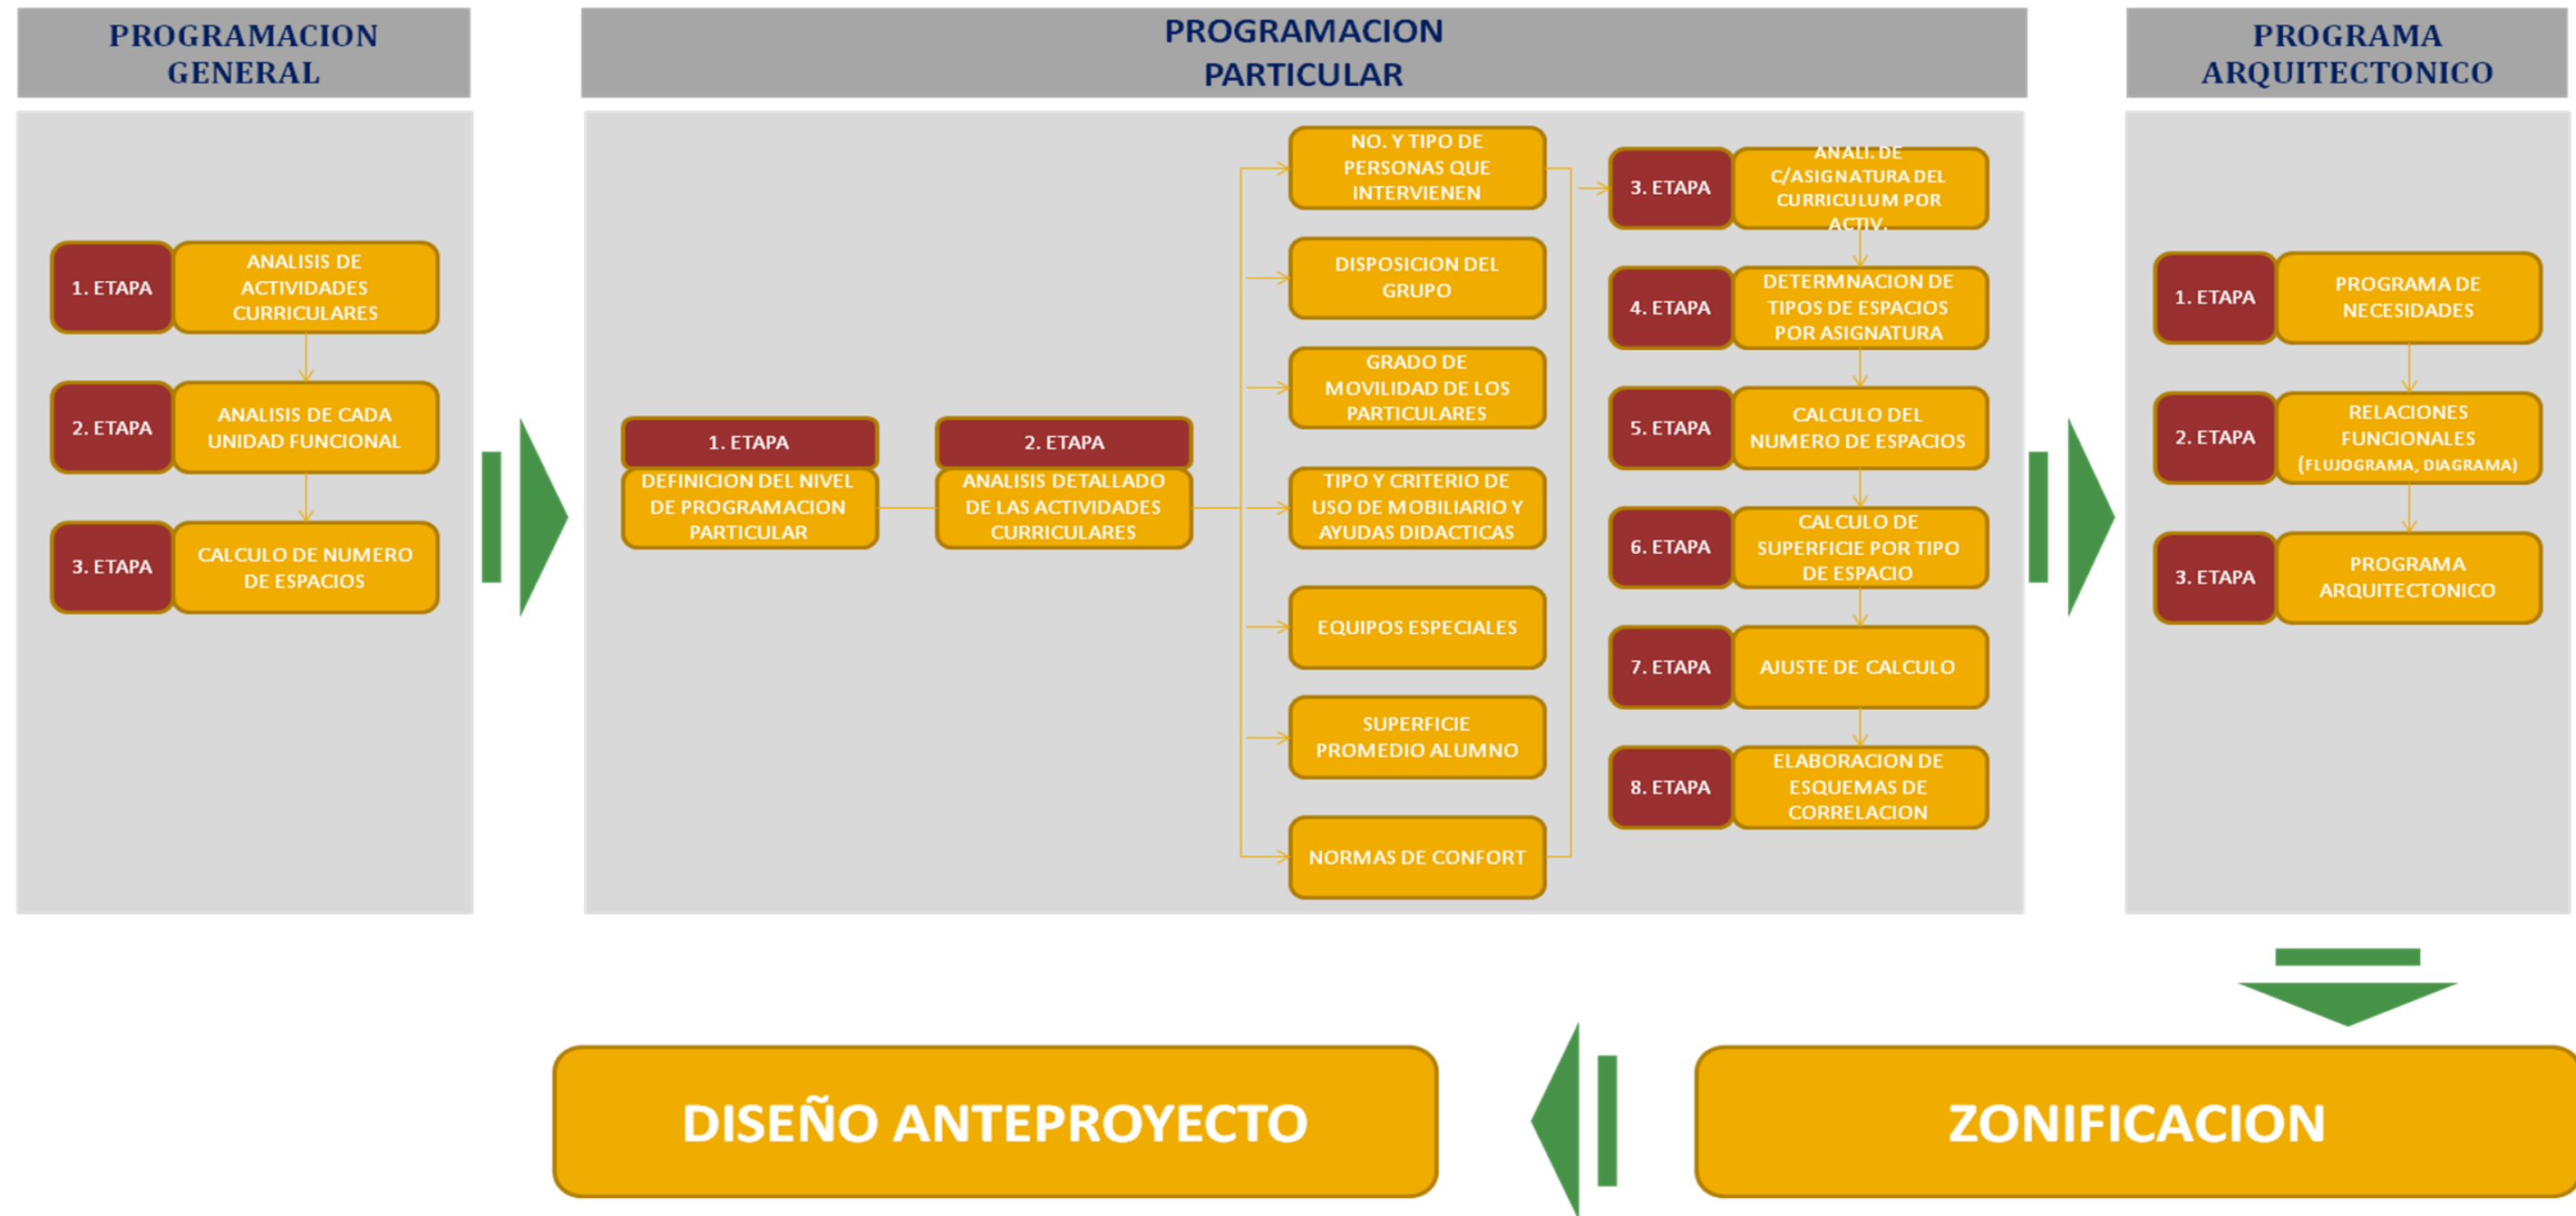 PROGRAMACION
GENERAL
1. ETAPA
ANALISIS DE
ACTIVIDADES
CURRICULARES
2. ETAPA
ANALISIS DE CADA
UNIDAD FUNCIONAL
3. ETAPA
CALCULO DE NUMERO
DE ESPACIOS
PROGRAMACION
PARTICULAR
1. ETAPA
DEFINICION DEL NIVEL
DE PROGRAMACION
PARTICULAR
2. ETAPA
ANALISIS DETALLADO
DE LAS ACTIVIDADES
CURRICULARES
NO. Y TIPO DE
PERSONAS QUE
INTERVIENEN
DISPOSICION DEL
GRUPO
GRADO DE
MOVILIDAD DE LOS
PARTICULARES
TIPO Y CRITERIO DE
USO DE MOBILIARIO Y
AYUDAS DIDACTICAS
EQUIPOS ESPECIALES
SUPERFICIE
PROMEDIO ALUMNO
NORMAS DE CONFORT
3. ETAPA
ANALI. DE
C/ASIGNATURA DEL
CURRICULUM POR
ACTIV.
4. ETAPA
DETERMNACION DE
TIPOS DE ESPACIOS
POR ASIGNATURA
5. ETAPA
CALCULO DEL
NUMERO DE ESPACIOS
6. ETAPA
CALCULO DE
SUPERFICIE POR TIPO
DE ESPACIO
7. ETAPA
AJUSTE DE CALCULO
8. ETAPA
ELABORACION DE
ESQUEMAS DE
CORRELACION
PROGRAMA
ARQUITECTONICO
1. ETAPA
PROGRAMA DE
NECESIDADES
2. ETAPA
RELACIONES
FUNCIONALES
(FLUJOGRAMA, DIAGRAMA)
3. ETAPA
PROGRAMA
ARQUITECTONICO
ZONIFICACION
DISEÑO ANTEPROYECTO